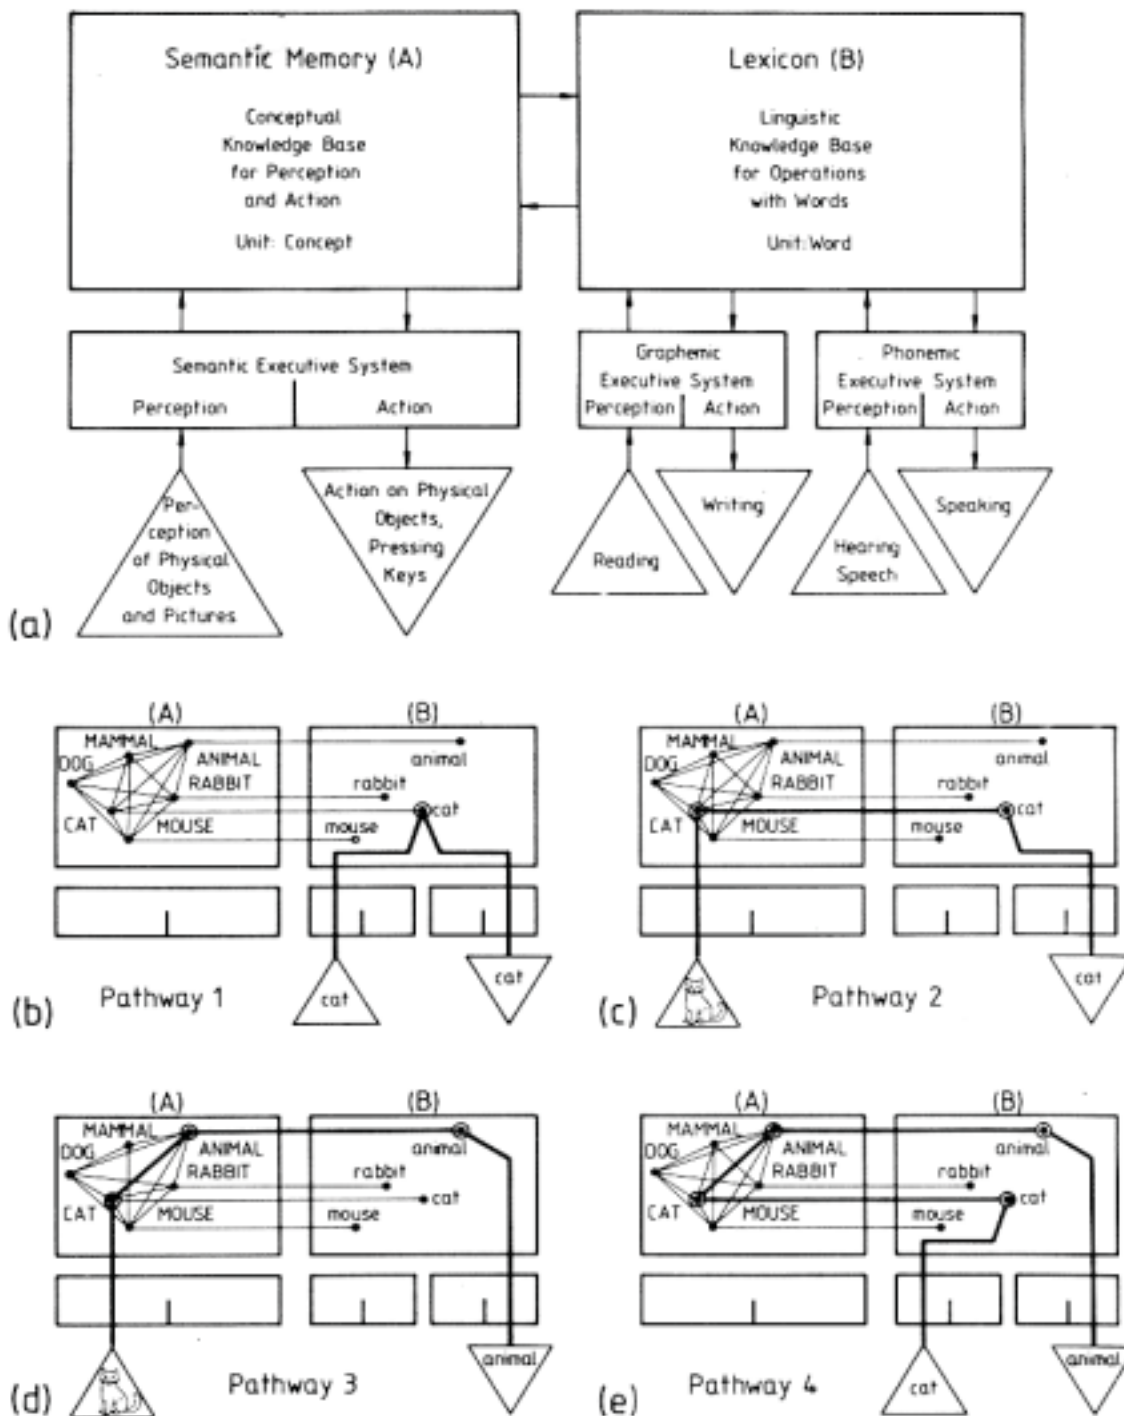 Semantic Memory (A)
Conceptual
Knowledge Base
for Perception
and Action
Unit: Concept
Lexicon (B)
Linguistic
Knowledge Base
for Operations
with Words
Unit: Word
Semantic Executive System
Perception
Action
Graphemic
Executive System
Perception
Action
Phonemic
Executive System
Perception
Action
Per-
ception
of Physical
Objects
and Pictures
Action on Physical
Objects,
Pressing
Keys
Reading
Writing
Hearing
Speech
Speaking
(a)
(A)
(B)
MAMMAL
DOG
ANIMAL
RABBIT
CAT
MOUSE
animal
rabbit
cat
mouse
cat
cat
(b)
Pathway 1
(A)
(B)
MAMMAL
DOG
ANIMAL
RABBIT
CAT
MOUSE
animal
rabbit
cat
mouse
cat
(c)
Pathway 2
(A)
(B)
MAMMAL
DOG
ANIMAL
RABBIT
CAT
MOUSE
animal
rabbit
cat
mouse
animal
(d)
Pathway 3
(A)
(B)
MAMMAL
DOG
ANIMAL
RABBIT
CAT
MOUSE
animal
rabbit
cat
mouse
cat
animal
(e)
Pathway 4